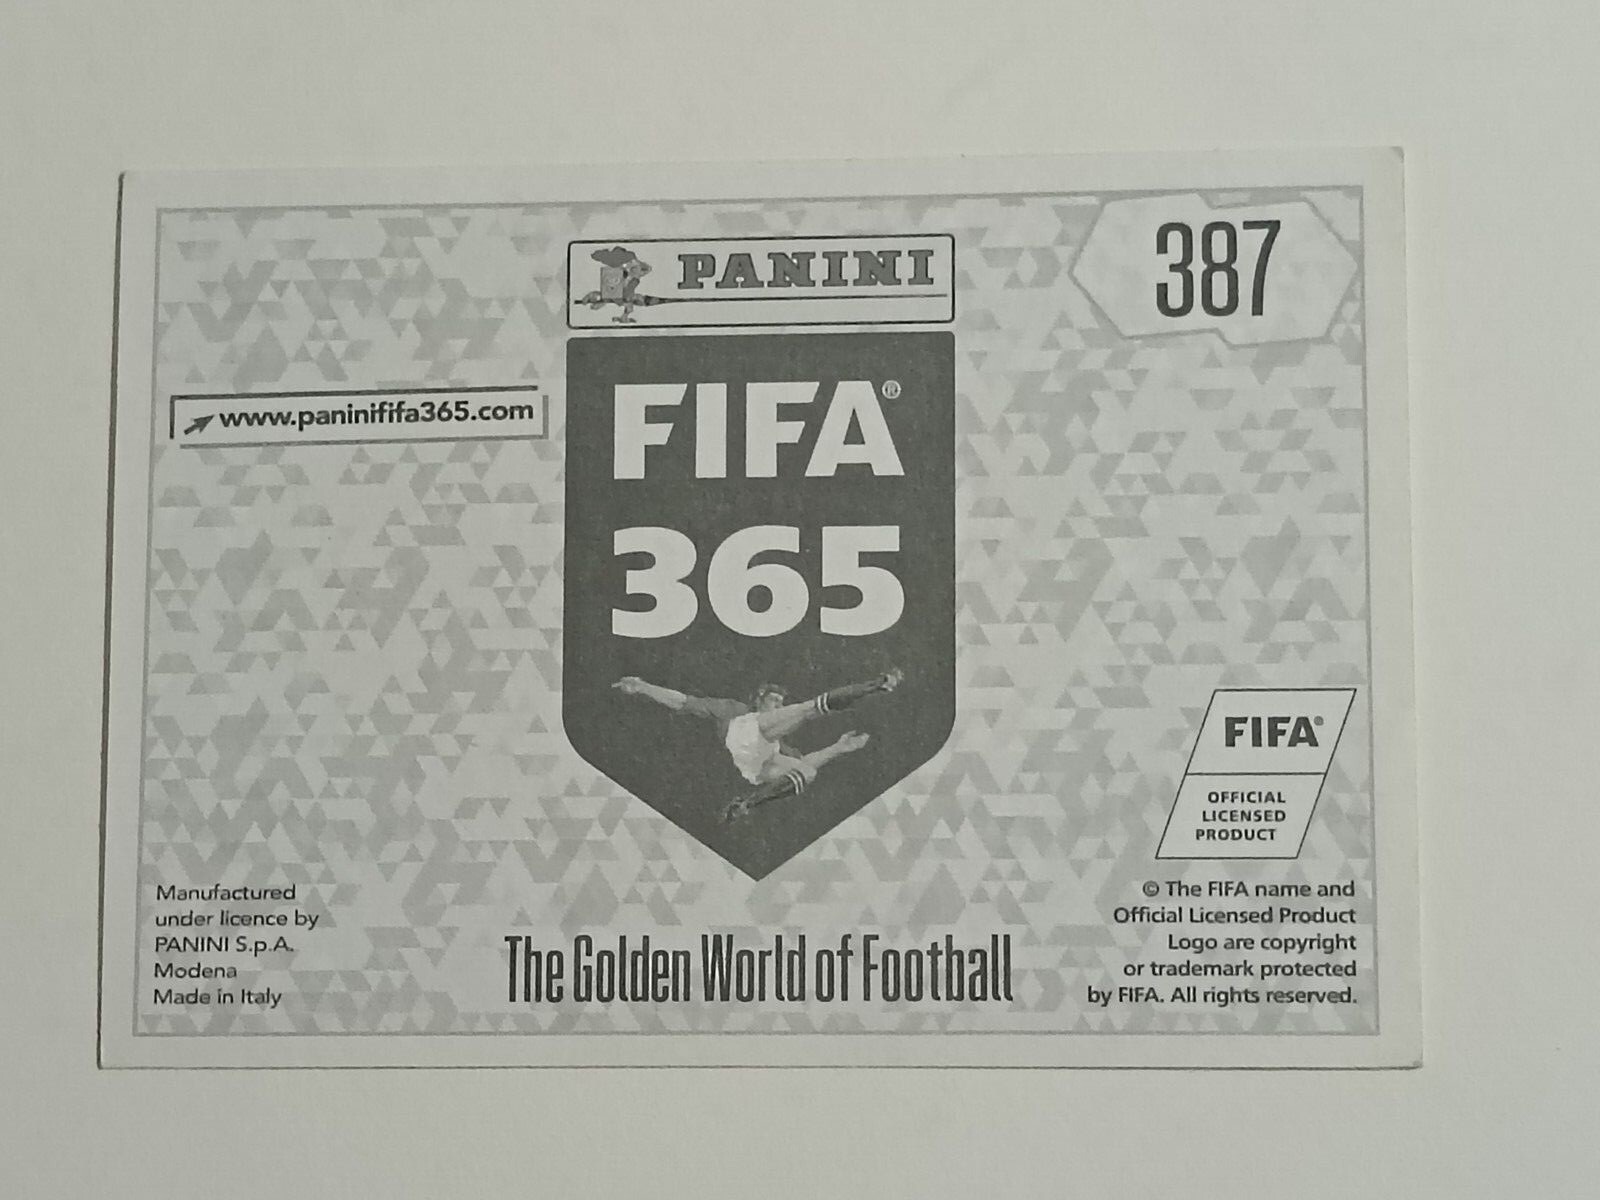 PANINI
387
www.paninififa365.com
FIFA®
365
FIFA®
OFFICIAL
LICENSED
PRODUCT
Manufactured
under licence by
PANINI S.p.A.
Modena
Made in Italy
The Golden World of Football
© The FIFA name and
Official Licensed Product
Logo are copyright
or trademark protected
by FIFA. All rights reserved.